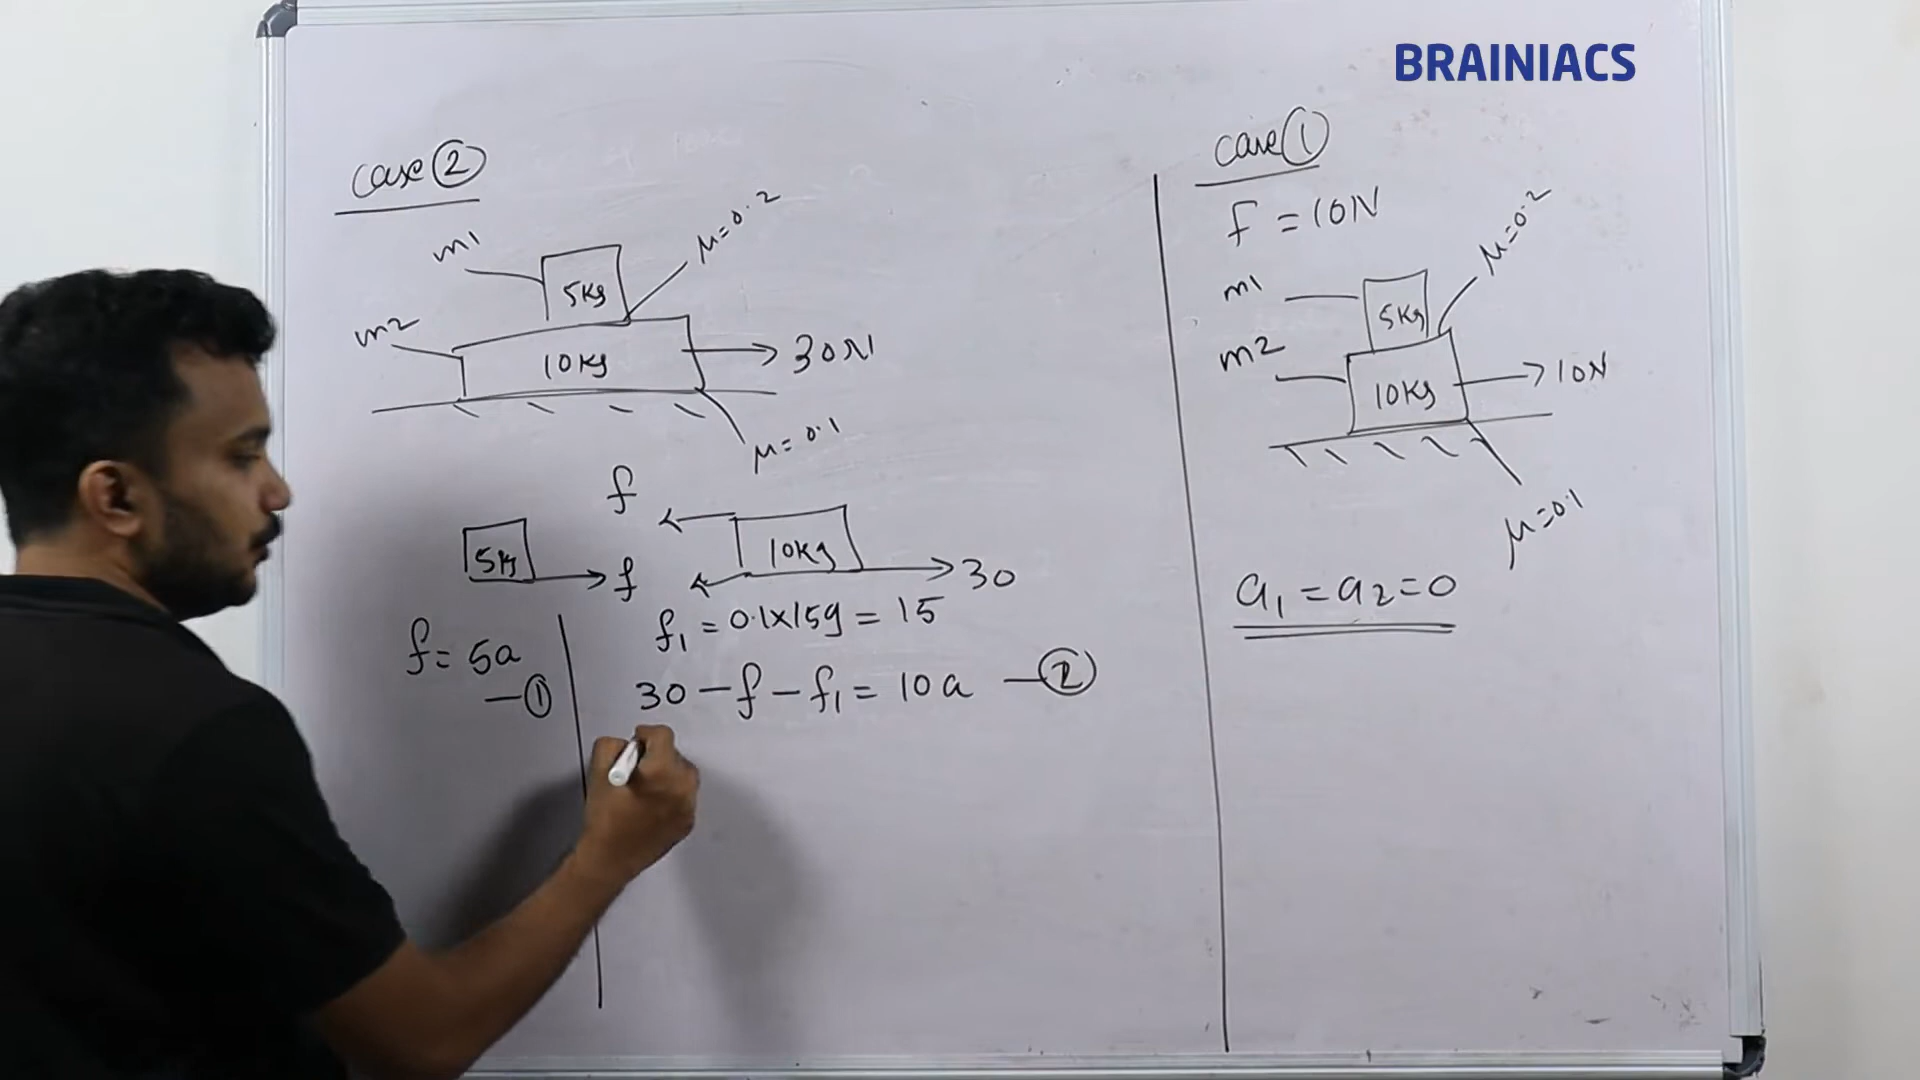 BRAINIACS
case ②
m1
5kg
μ=0.2
m2
10kg
30N
μ=0.1
f
5kg
f
10kg
30
f₁ = 0.1×15g = 15
f = 5a
—①
30 – f – f₁ = 10a —②
case ①
F = 10N
μ=0.2
m1
5kg
m2
10kg
10N
μ=0.1
a₁ = a₂ = 0